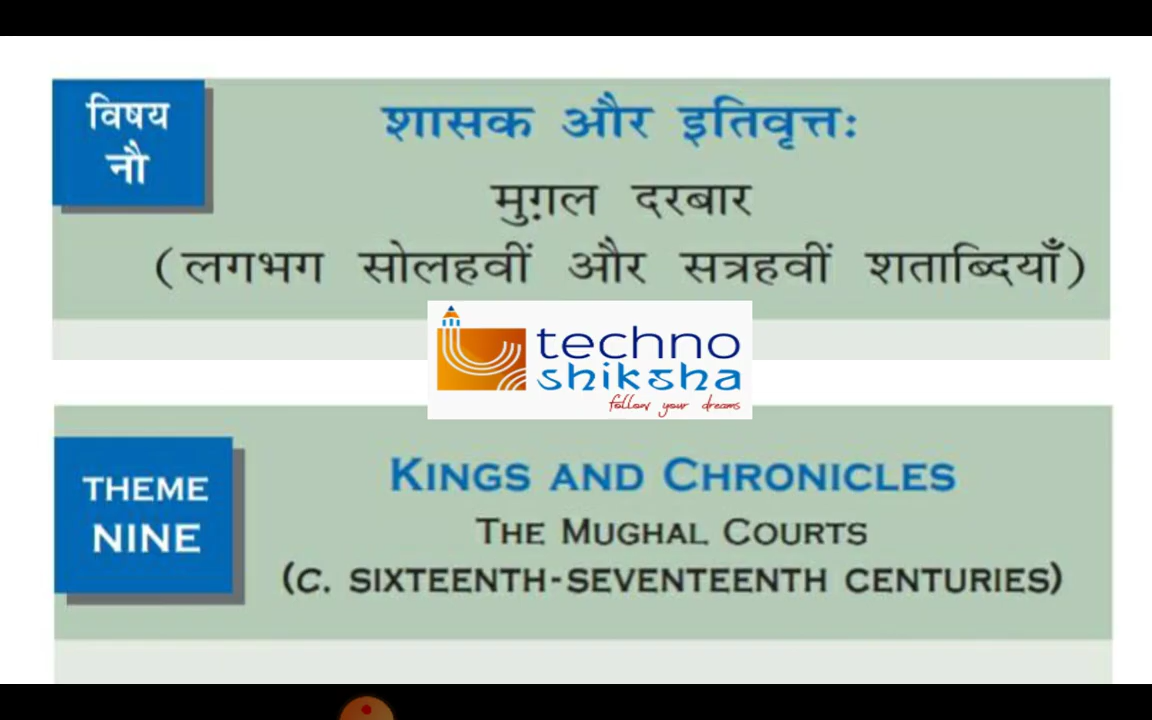 विषय
नौ
शासक और इतिवृत्तः
मुग़ल दरबार
(लगभग सोलहवीं और सत्रहवीं शताब्दियाँ)
techno
shiksha
follow your dreams
THEME
NINE
KINGS AND CHRONICLES
THE MUGHAL COURTS
(C. SIXTEENTH-SEVENTEENTH CENTURIES)